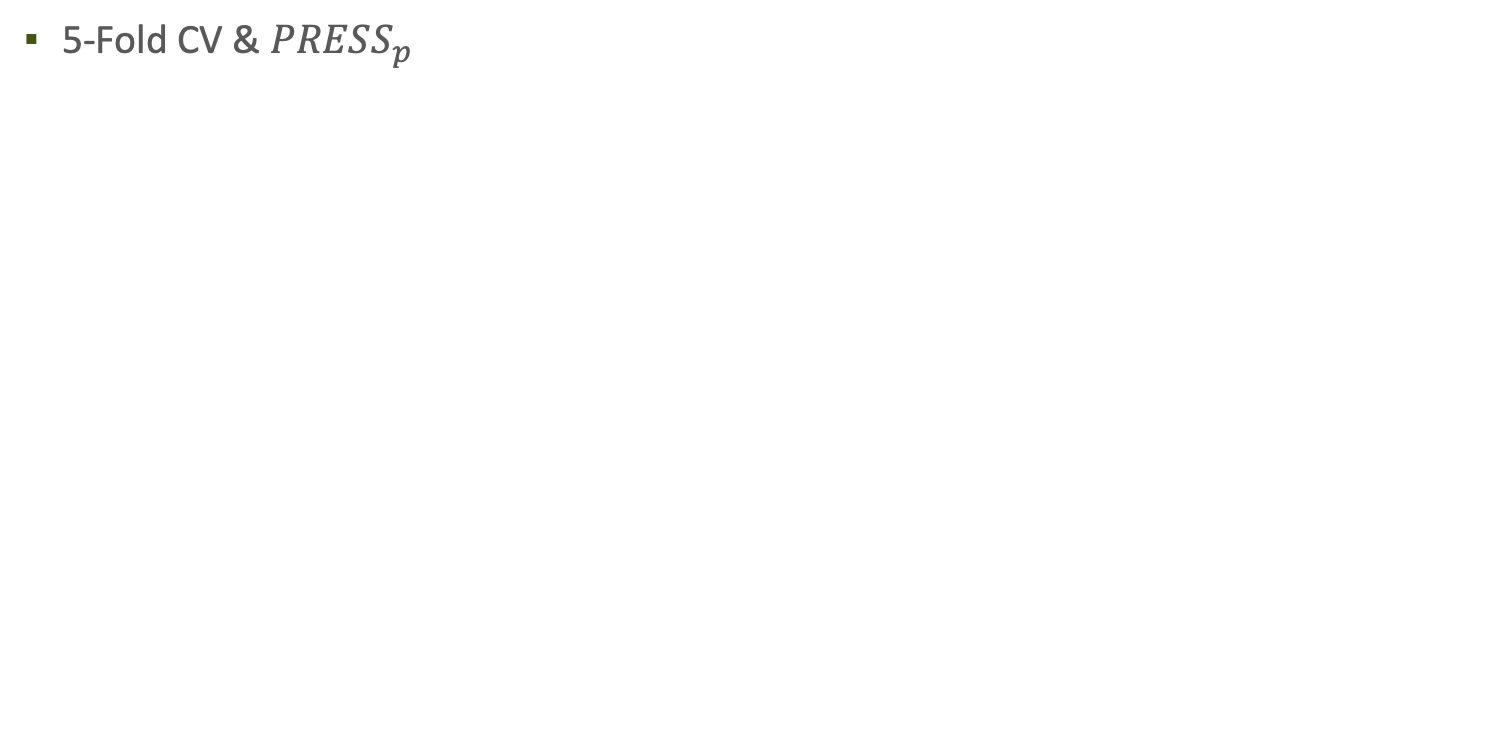 ▪ 5-Fold CV & $PRESS_p$